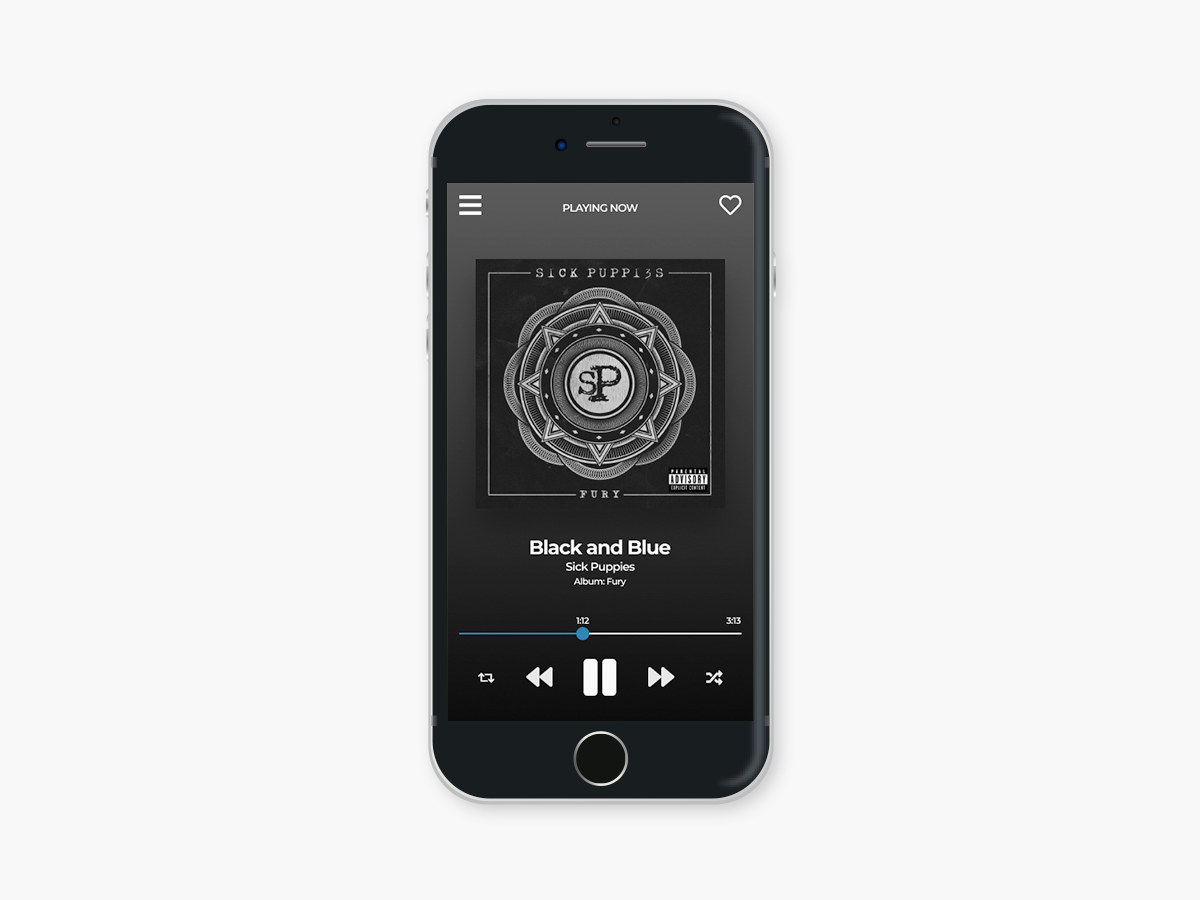 PLAYING NOW
SICK PUPPI3S
SP
PARENTAL
ADVISORY
EXPLICIT CONTENT
FURY
Black and Blue
Sick Puppies
Album: Fury
1:12 3:13